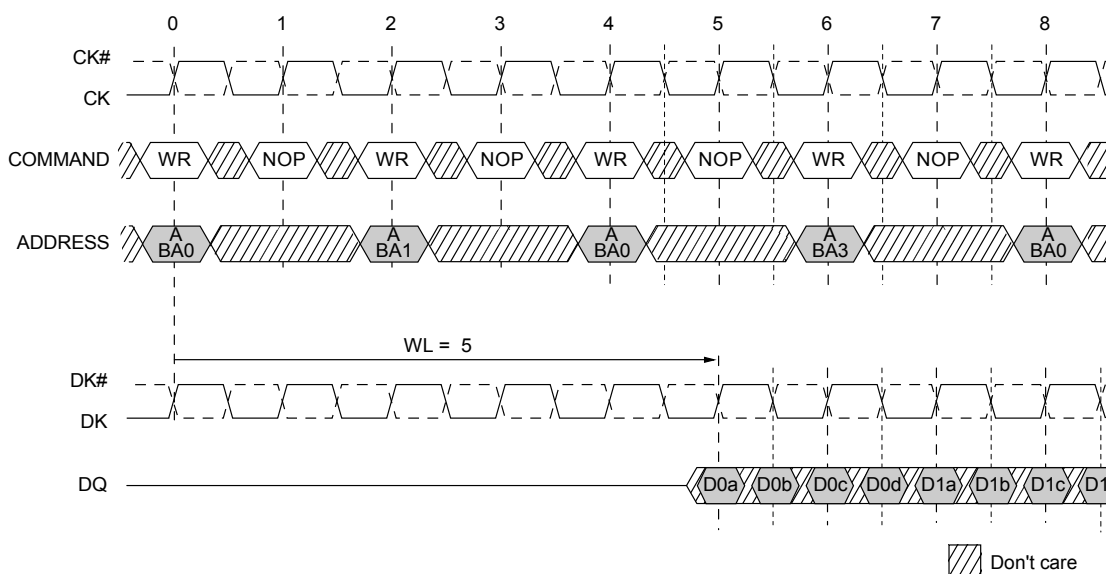 0 1 2 3 4 5 6 7 8
CK#
CK
COMMAND WR NOP WR NOP WR NOP WR NOP WR
ADDRESS A BA0 A BA1 A BA0 A BA3 A BA0
WL = 5
DK#
DK
DQ D0a D0b D0c D0d D1a D1b D1c D1
Don't care